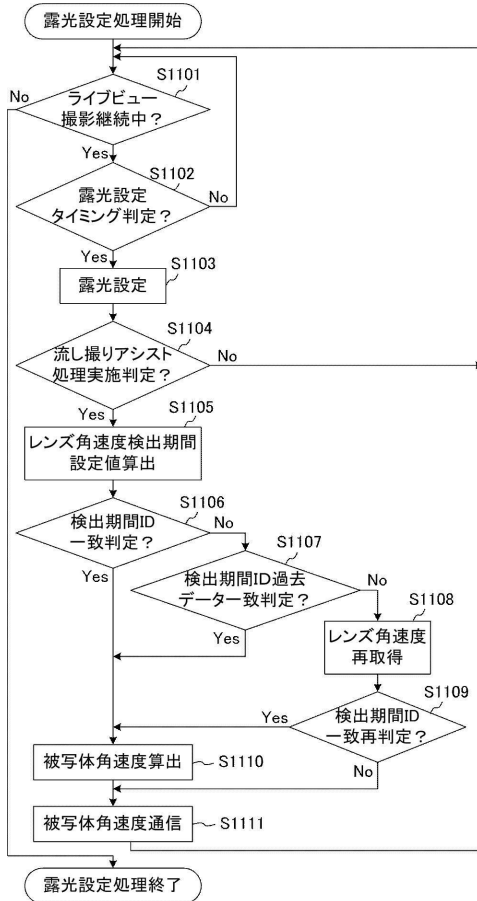 露光設定処理開始
S1101
No
ライブビュー
撮影継続中？
Yes
S1102
露光設定
タイミング判定？
No
Yes
S1103
露光設定
S1104
流し撮りアシスト
処理実施判定？
No
Yes
S1105
レンズ角速度検出期間
設定値算出
S1106
検出期間ID
一致判定？
No
S1107
Yes
検出期間ID過去
データー致判定？
No
S1108
Yes
レンズ角速度
再取得
S1109
Yes
検出期間ID
一致再判定？
被写体角速度算出
S1110
No
被写体角速度通信
S1111
露光設定処理終了